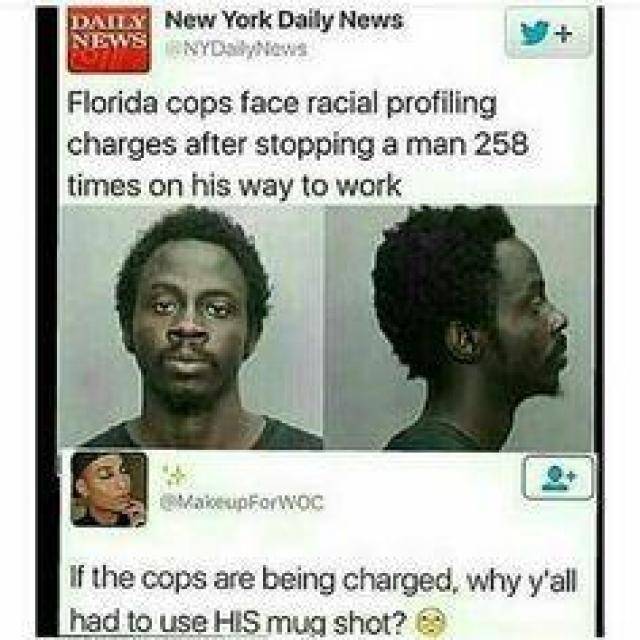 DAILY
NEWS
New York Daily News
@NYDailyNews
Florida cops face racial profiling
charges after stopping a man 258
times on his way to work
@MakeupForWOC
If the cops are being charged, why y'all
had to use HIS mug shot? 😳